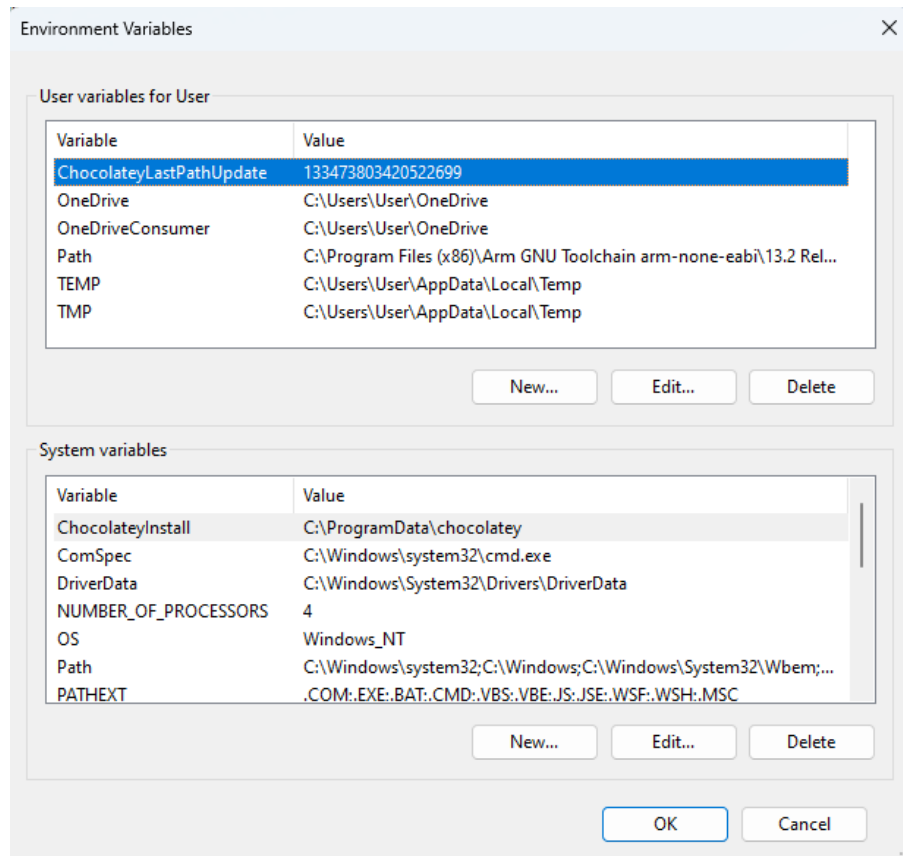 Environment Variables
User variables for User
Variable Value
ChocolateyLastPathUpdate 133473803420522699
OneDrive C:\Users\User\OneDrive
OneDriveConsumer C:\Users\User\OneDrive
Path C:\Program Files (x86)\Arm GNU Toolchain arm-none-eabi\13.2 Rel...
TEMP C:\Users\User\AppData\Local\Temp
TMP C:\Users\User\AppData\Local\Temp
New... Edit... Delete
System variables
Variable Value
ChocolateyInstall C:\ProgramData\chocolatey
ComSpec C:\Windows\system32\cmd.exe
DriverData C:\Windows\System32\Drivers\DriverData
NUMBER_OF_PROCESSORS 4
OS Windows_NT
Path C:\Windows\system32;C:\Windows;C:\Windows\System32\Wbem;...
PATHEXT .COM;.EXE;.BAT;.CMD;.VBS;.VBE;.JS;.JSE;.WSF;.WSH;.MSC
New... Edit... Delete
OK Cancel